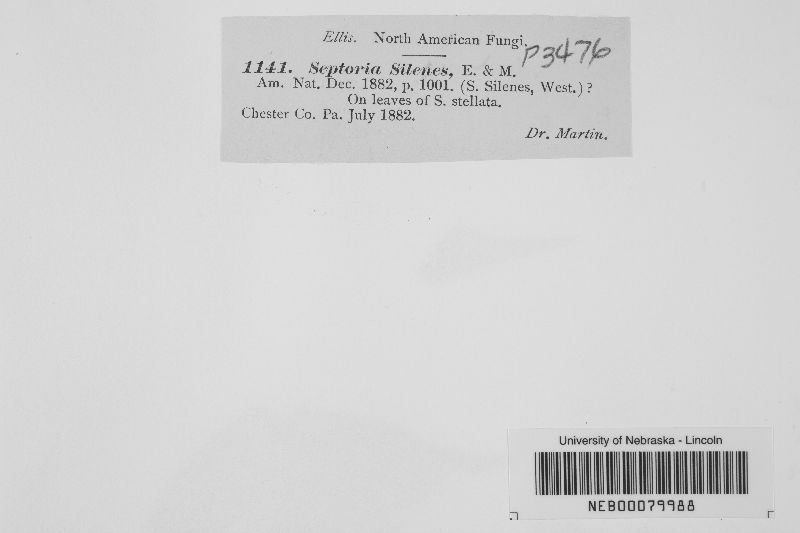 Ellis. North American Fungi.
P3476
1141. Septoria Silenes, E. & M.
Am. Nat. Dec. 1882, p. 1001. (S. Silenes, West.)?
On leaves of S. stellata.
Chester Co. Pa. July 1882.
Dr. Martin.
University of Nebraska - Lincoln
NEB00079988